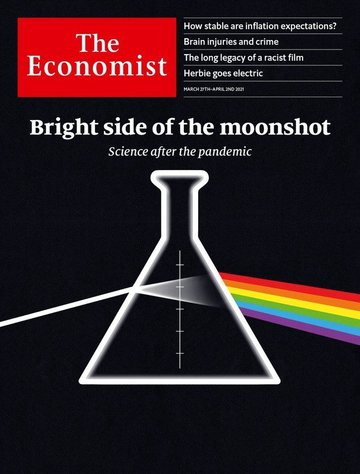 The
Economist
How stable are inflation expectations?
Brain injuries and crime
The long legacy of a racist film
Herbie goes electric
MARCH 27TH–APRIL 2ND 2021
Bright side of the moonshot
Science after the pandemic